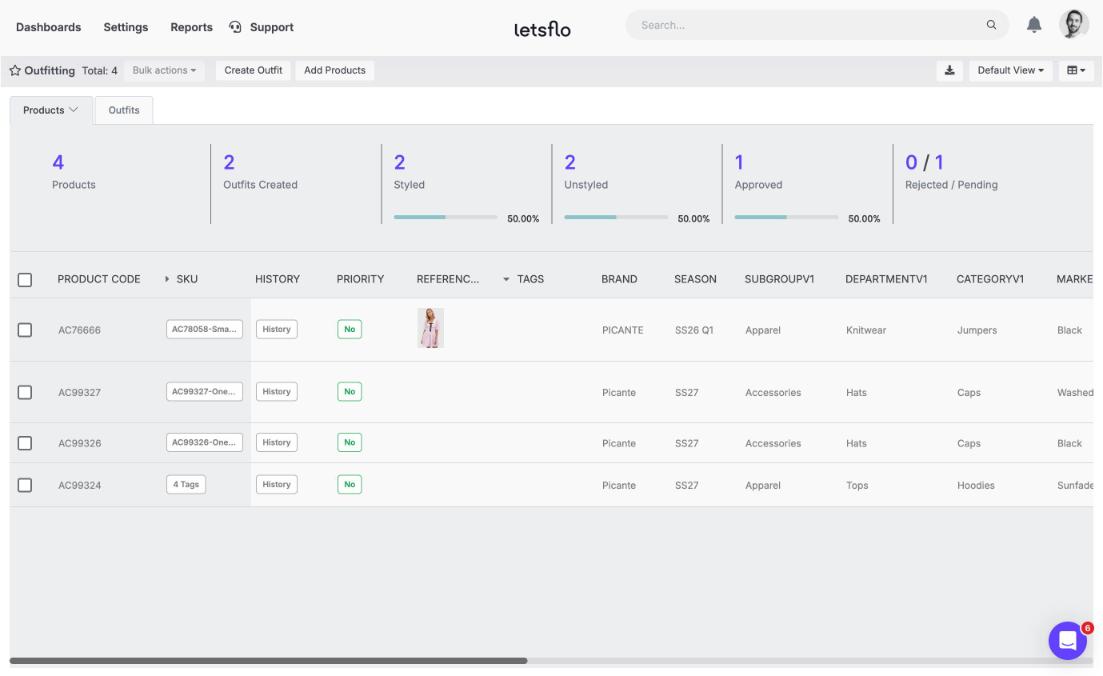 Dashboards Settings Reports Support letsflo Search...
Outfitting Total: 4 Bulk actions Create Outfit Add Products Default View
Products Outfits
4 2 2 2 1 0 / 1
Products Outfits Created Styled Unstyled Approved Rejected / Pending
50.00% 50.00% 50.00%
PRODUCT CODE SKU HISTORY PRIORITY REFERENC... TAGS BRAND SEASON SUBGROUPV1 DEPARTMENTV1 CATEGORYV1 MARKE
AC76666 AC78058-Sma... History No PICANTE SS26 Q1 Apparel Knitwear Jumpers Black
AC99327 AC99327-One... History No Picante SS27 Accessories Hats Caps Washed
AC99326 AC99326-One... History No Picante SS27 Accessories Hats Caps Black
AC99324 4 Tags History No Picante SS27 Apparel Tops Hoodies Sunfade
6